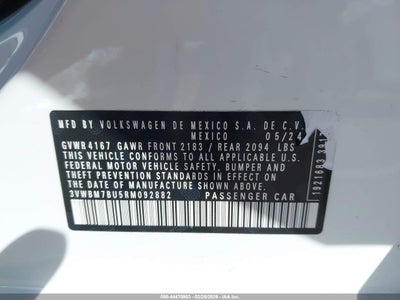 MFD. BY VOLKSWAGEN DE MEXICO S.A. DE C.V.
MEXICO 05/24
GVWR 4167 GAWR FRONT 2183 / REAR 2094 LBS
THIS VEHICLE CONFORMS TO ALL APPLICABLE U.S.
FEDERAL MOTOR VEHICLE SAFETY, BUMPER AND
THEFT PREVENTION STANDARDS IN EFFECT ON THE
DATE OF MANUFACTURE SHOWN ABOVE.
3VWBM7BU5RM092882 PASSENGER CAR